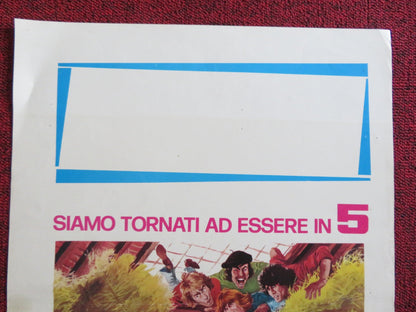 SIAMO TORNATI AD ESSERE IN 5